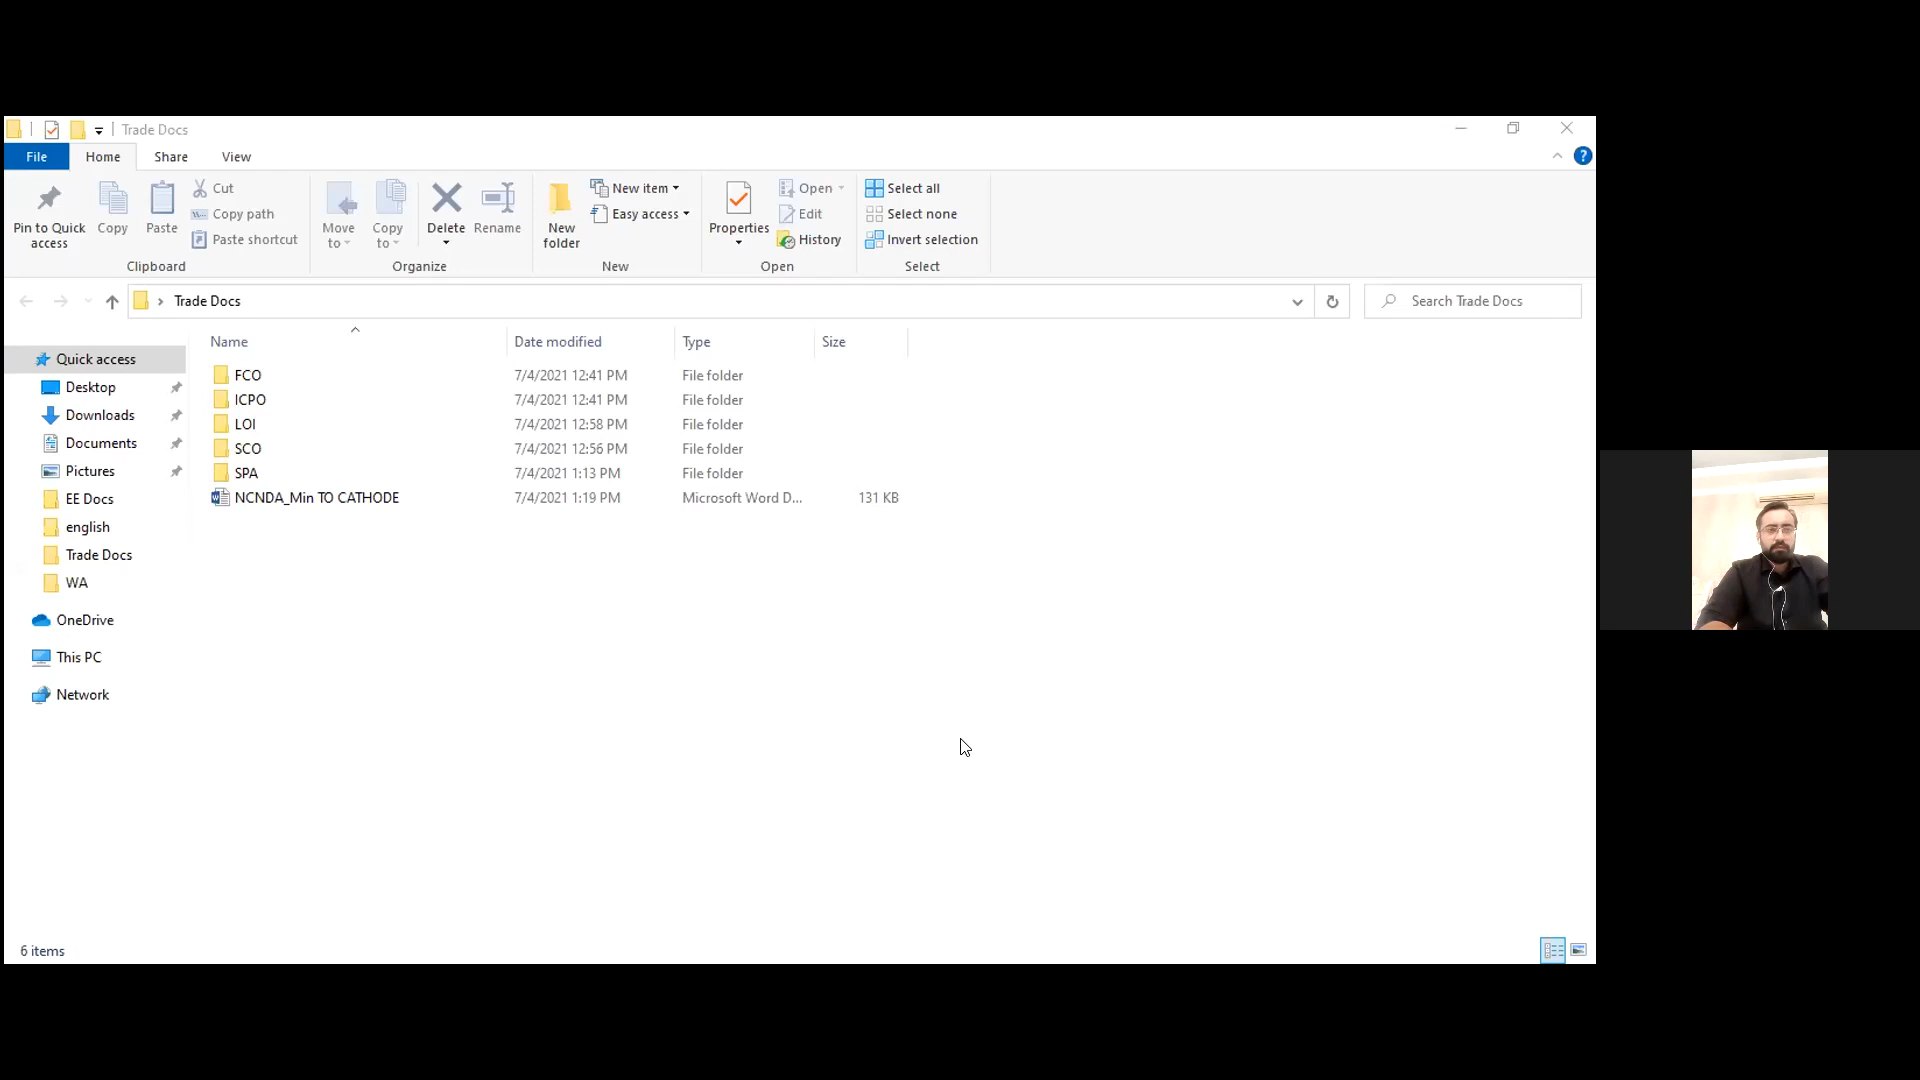 Trade Docs
File Home Share View
Pin to Quick access
Copy
Paste
Cut
Copy path
Paste shortcut
Clipboard
Move to
Copy to
Delete
Rename
Organize
New folder
New item
Easy access
New
Properties
Open
Edit
History
Open
Select all
Select none
Invert selection
Select
Trade Docs
Search Trade Docs
Name Date modified Type Size
Quick access
Desktop
Downloads
Documents
Pictures
EE Docs
english
Trade Docs
WA
OneDrive
This PC
Network
FCO 7/4/2021 12:41 PM File folder
ICPO 7/4/2021 12:41 PM File folder
LOI 7/4/2021 12:58 PM File folder
SCO 7/4/2021 12:56 PM File folder
SPA 7/4/2021 1:13 PM File folder
NCNDA_Min TO CATHODE 7/4/2021 1:19 PM Microsoft Word D... 131 KB
6 items